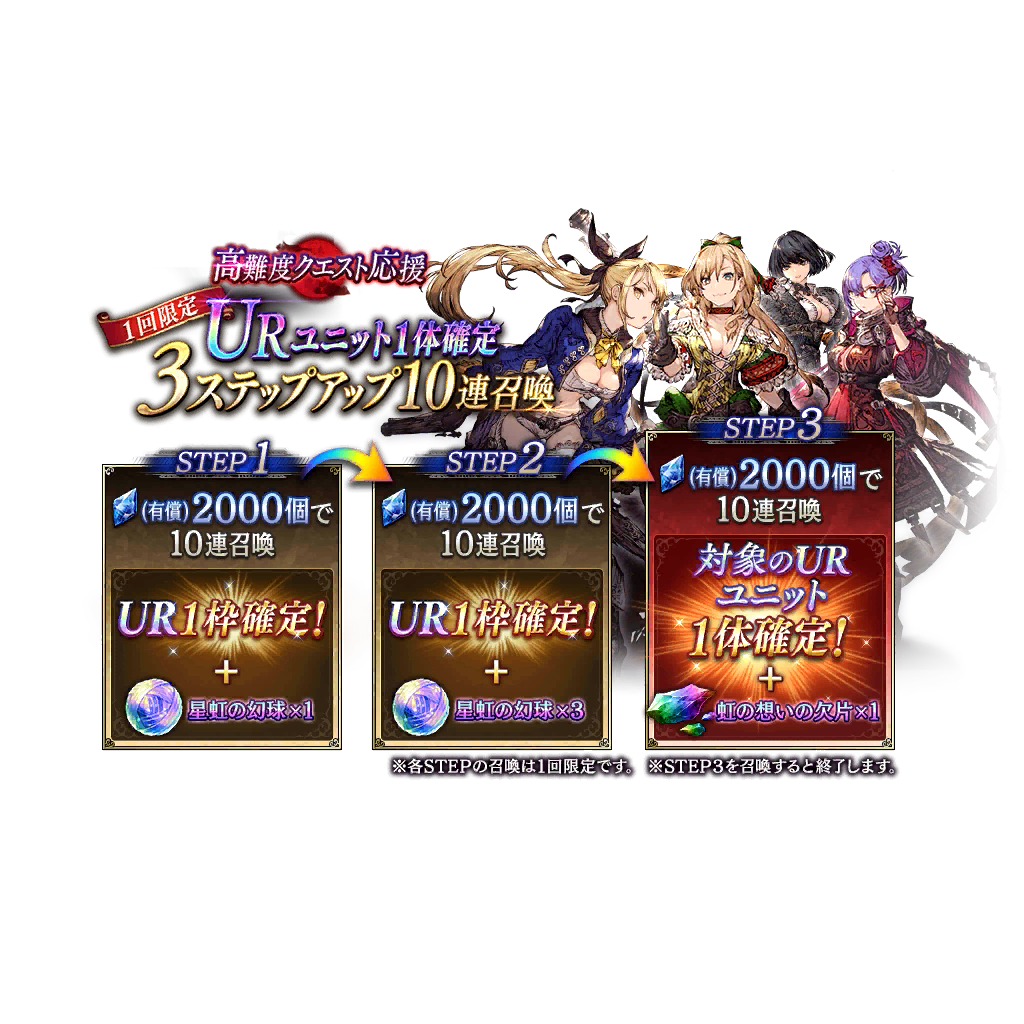 高難度クエスト応援
1回限定
URユニット1体確定
3ステップアップ10連召喚
STEP 1
(有償)2000個で
10連召喚
UR1枠確定!
+
星虹の幻球×1
STEP 2
(有償)2000個で
10連召喚
UR1枠確定!
+
星虹の幻球×3
STEP 3
(有償)2000個で
10連召喚
対象のUR
ユニット
1体確定!
+
虹の想いの欠片×1
※各STEPの召喚は1回限定です。
※STEP3を召喚すると終了します。